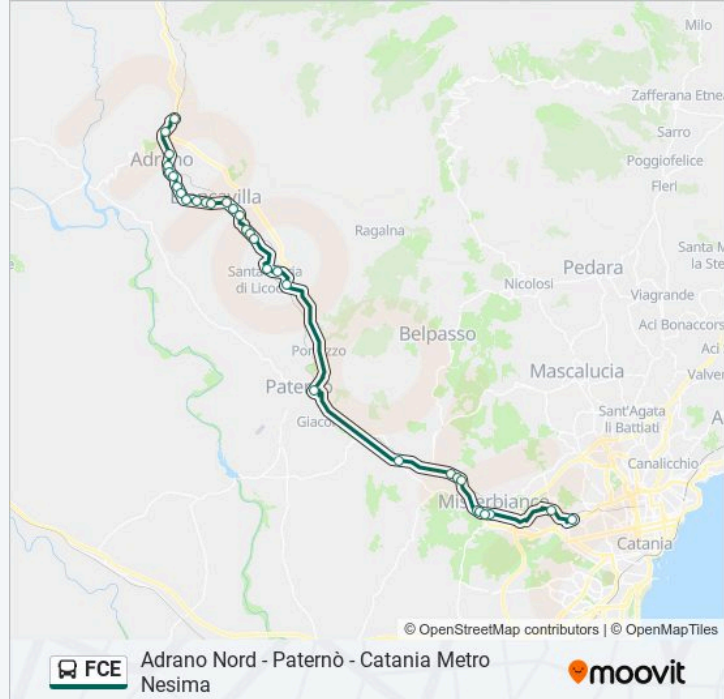 Milo
Zafferana Etne
Sarro
Adrano
Poggiofelice
Fleri
Biancavilla
Ragalna
Santa M
la Ste
Pedara
Santa Maria
di Licodia
Nicolosi
Viagrande
Aci Bonaccors
Belpasso
Aci
Valver
Mascalucia
Paternò
Sant'Agata
li Battiati
Canalicchio
Misterbianco
Catania
© OpenStreetMap contributors | © OpenMapTiles
FCE
Adrano Nord - Paternò - Catania Metro
Nesima
moovit